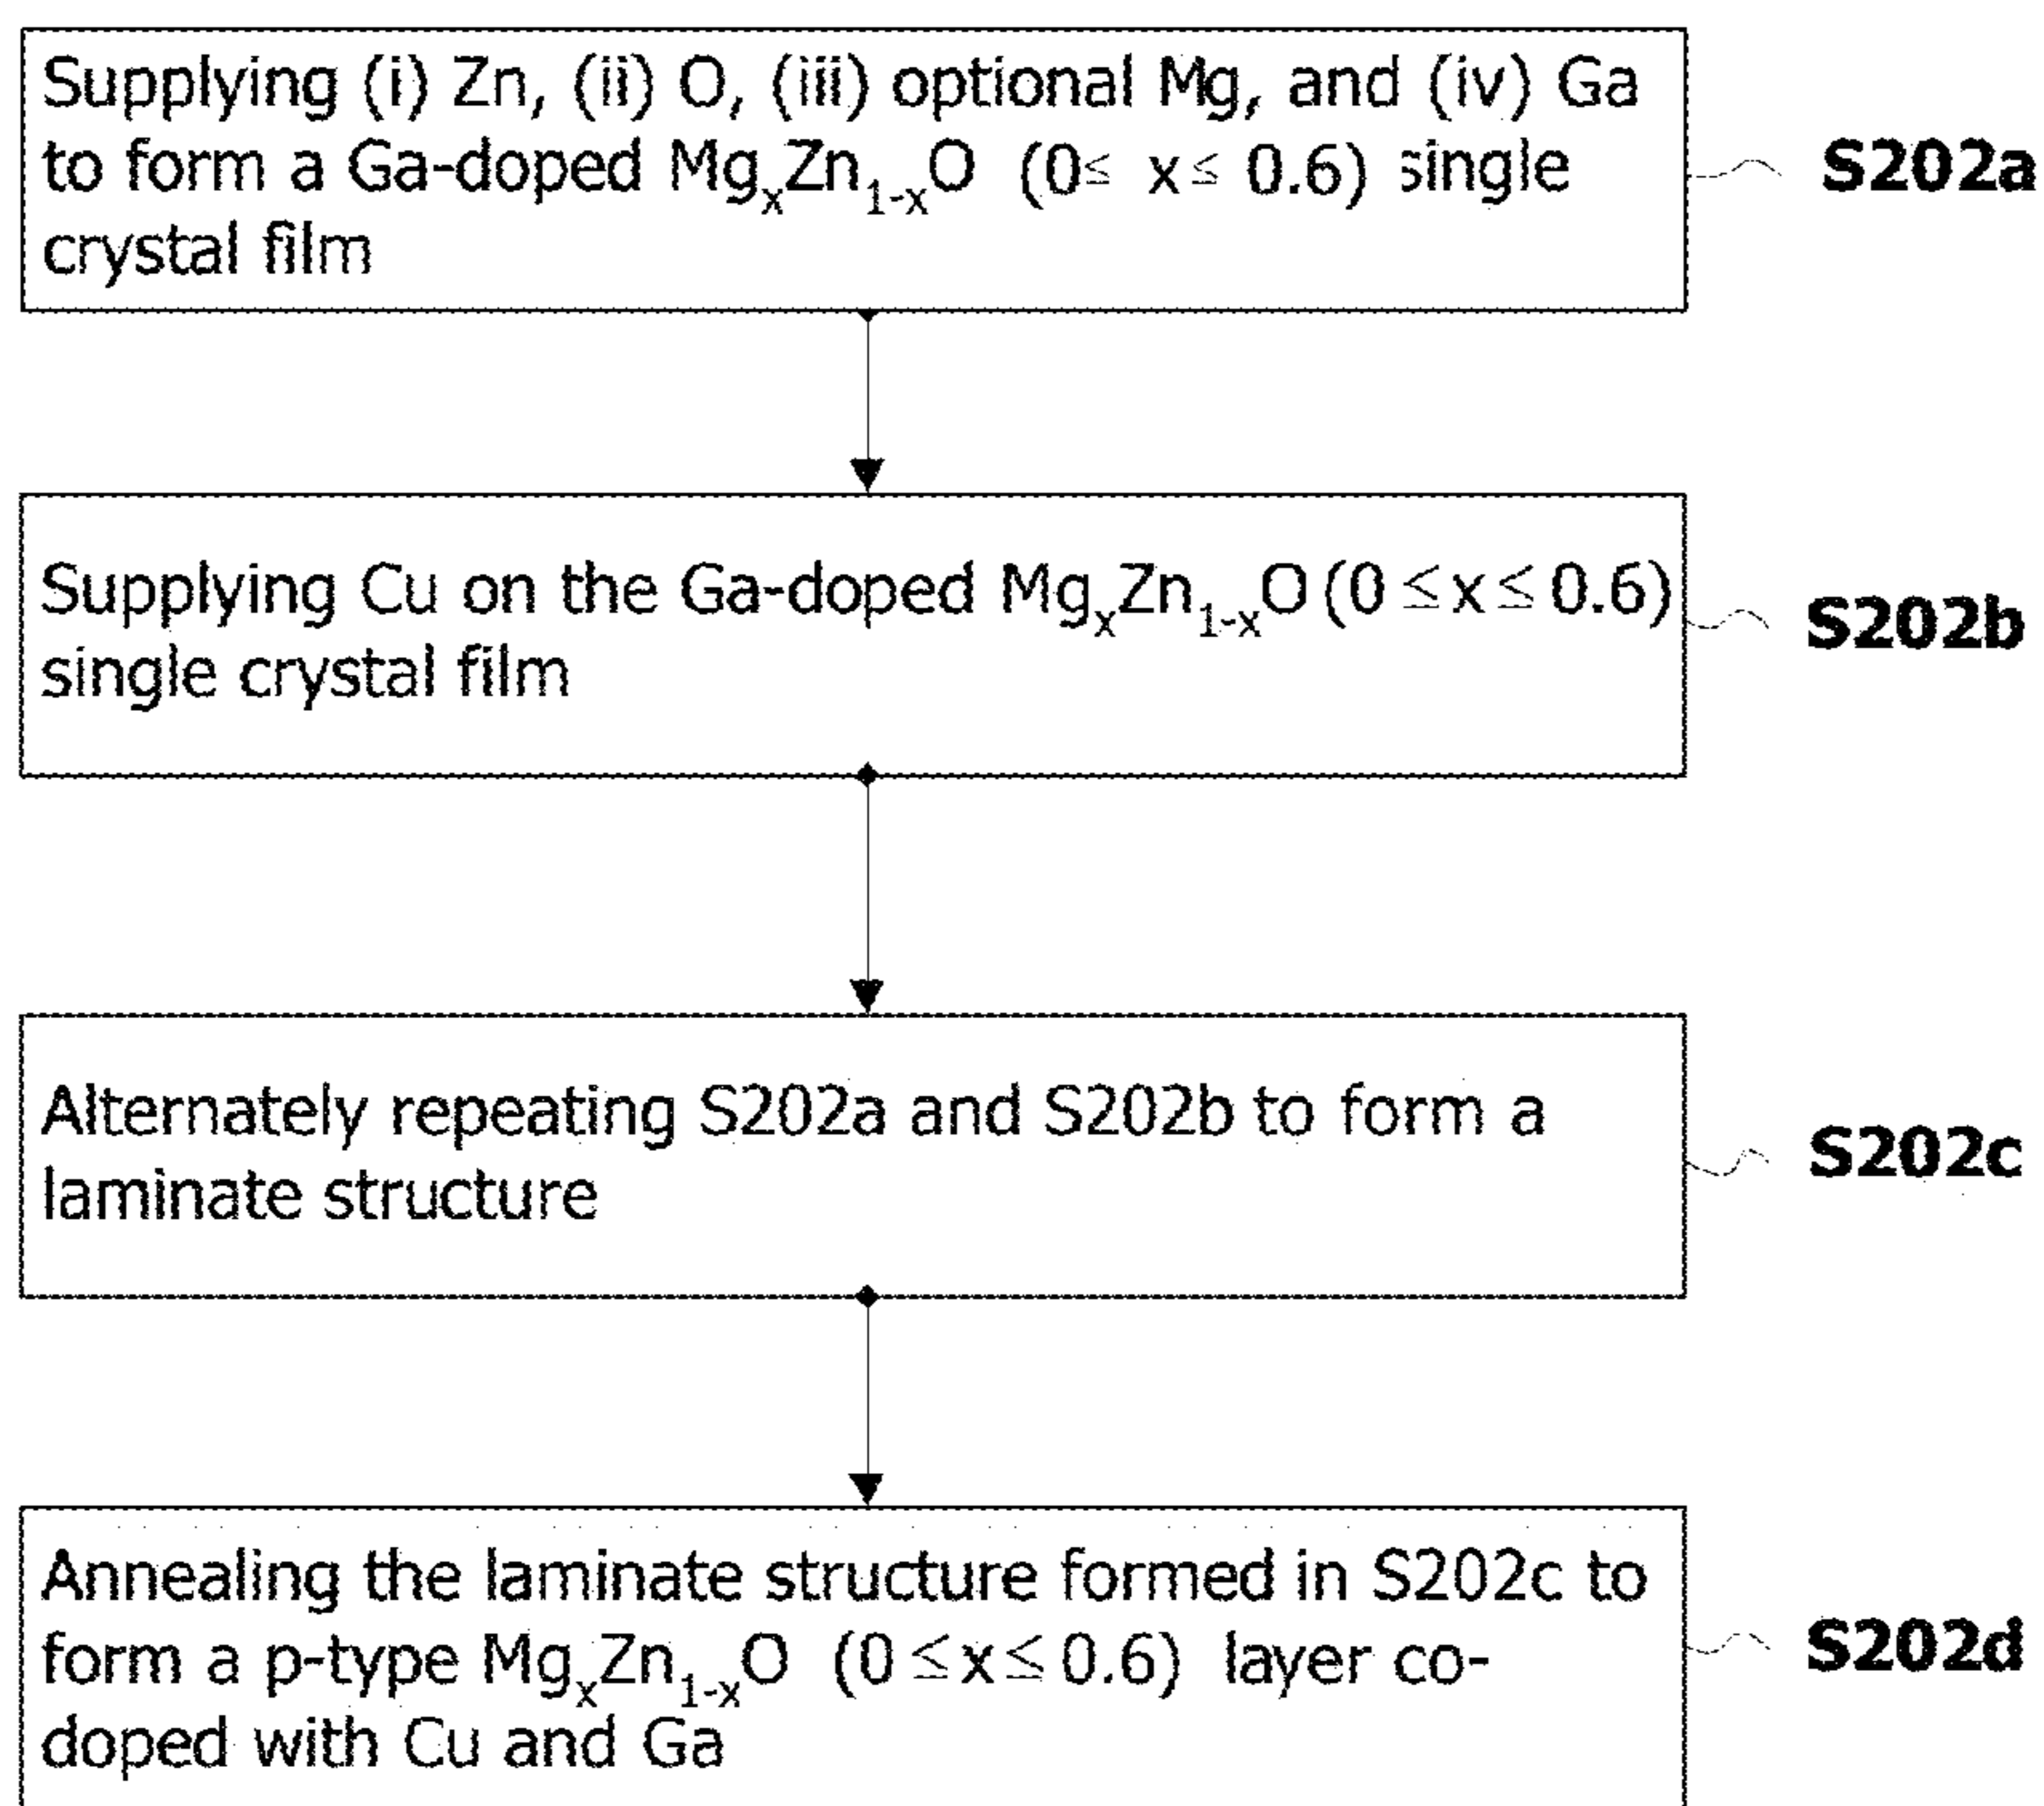 Supplying (i) Zn, (ii) O, (iii) optional Mg, and (iv) Ga
to form a Ga-doped MgₓZn₁₋ₓO (0≤ x≤ 0.6) single
crystal film
S202a
Supplying Cu on the Ga-doped MgₓZn₁₋ₓO (0 ≤x≤ 0.6)
single crystal film
S202b
Alternately repeating S202a and S202b to form a
laminate structure
S202c
Annealing the laminate structure formed in S202c to
form a p-type MgₓZn₁₋ₓO (0 ≤x≤ 0.6) layer co-
doped with Cu and Ga
S202d